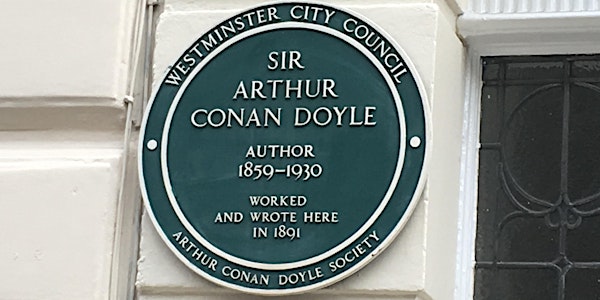 WESTMINSTER CITY COUNCIL
SIR
ARTHUR
CONAN DOYLE
AUTHOR
1859–1930
WORKED
AND WROTE HERE
IN 1891
ARTHUR CONAN DOYLE SOCIETY